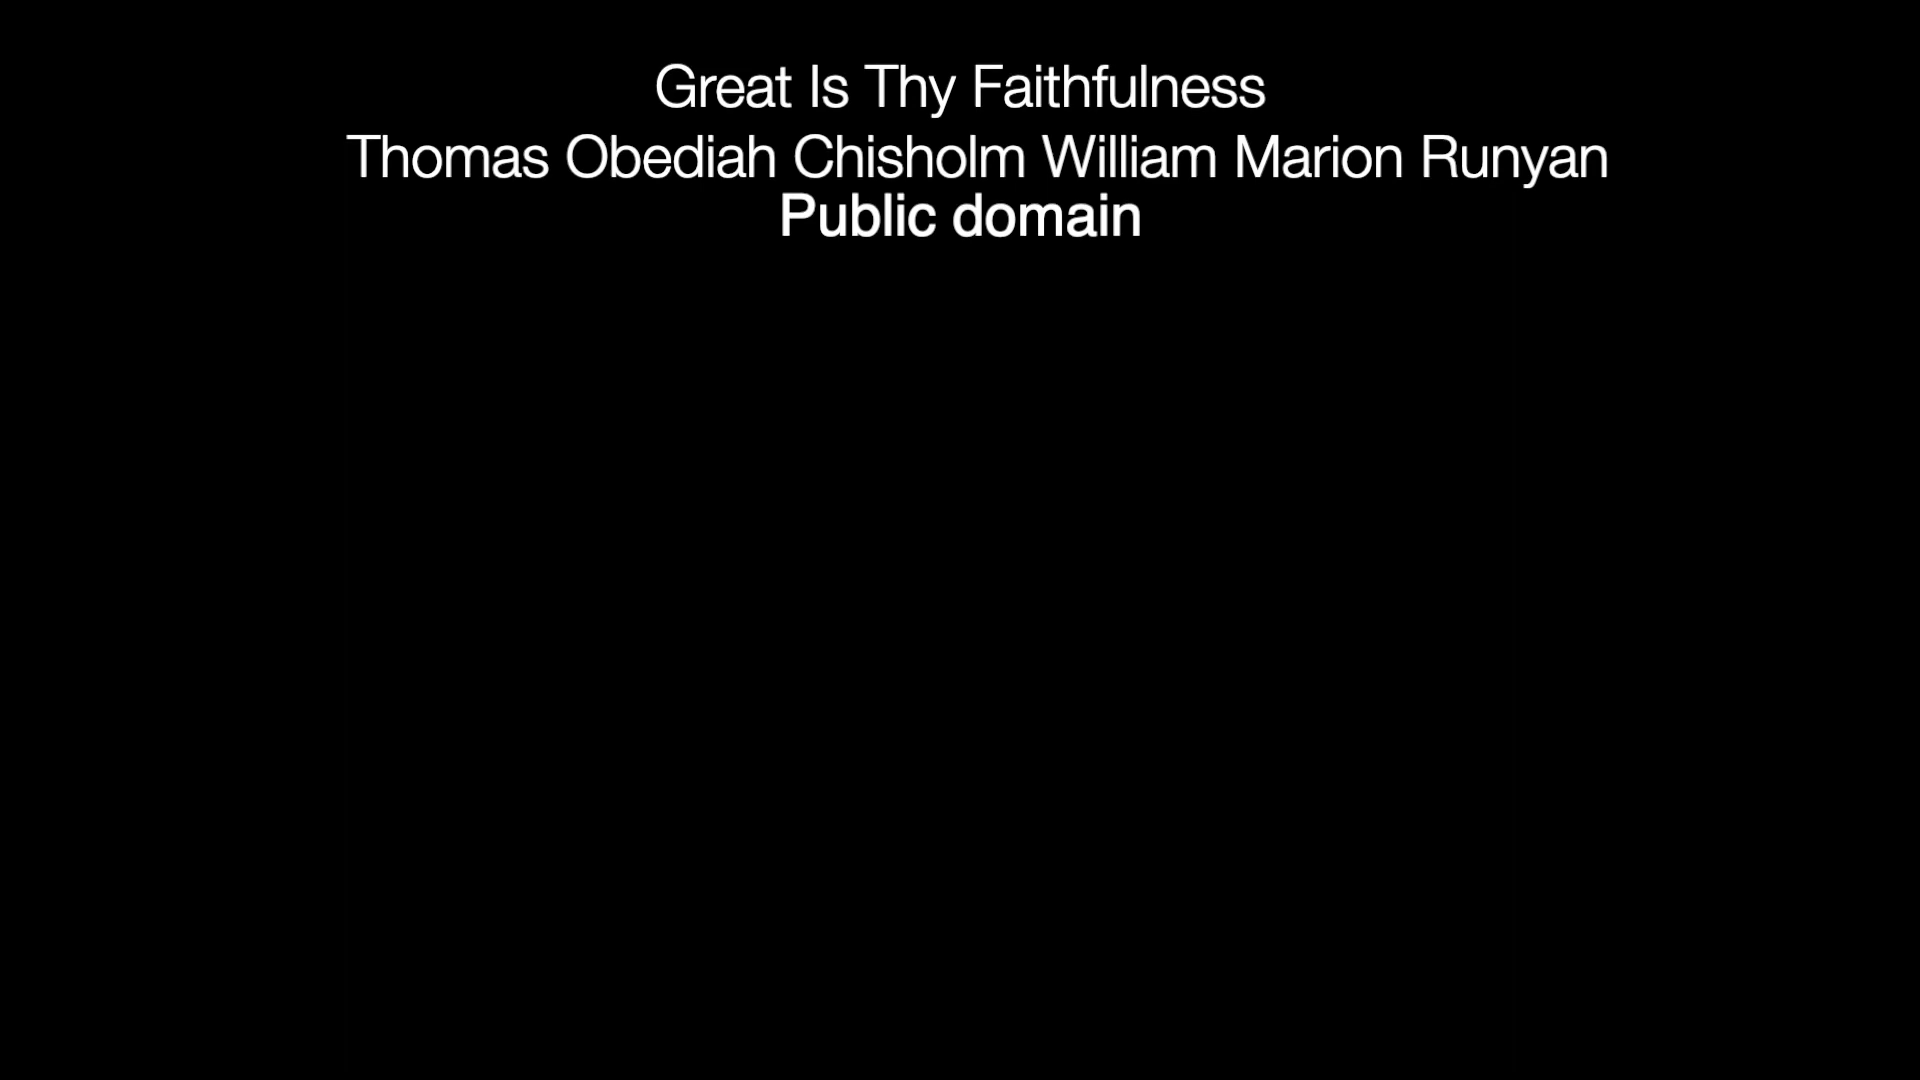 Great Is Thy Faithfulness
Thomas Obediah Chisholm William Marion Runyan
Public domain